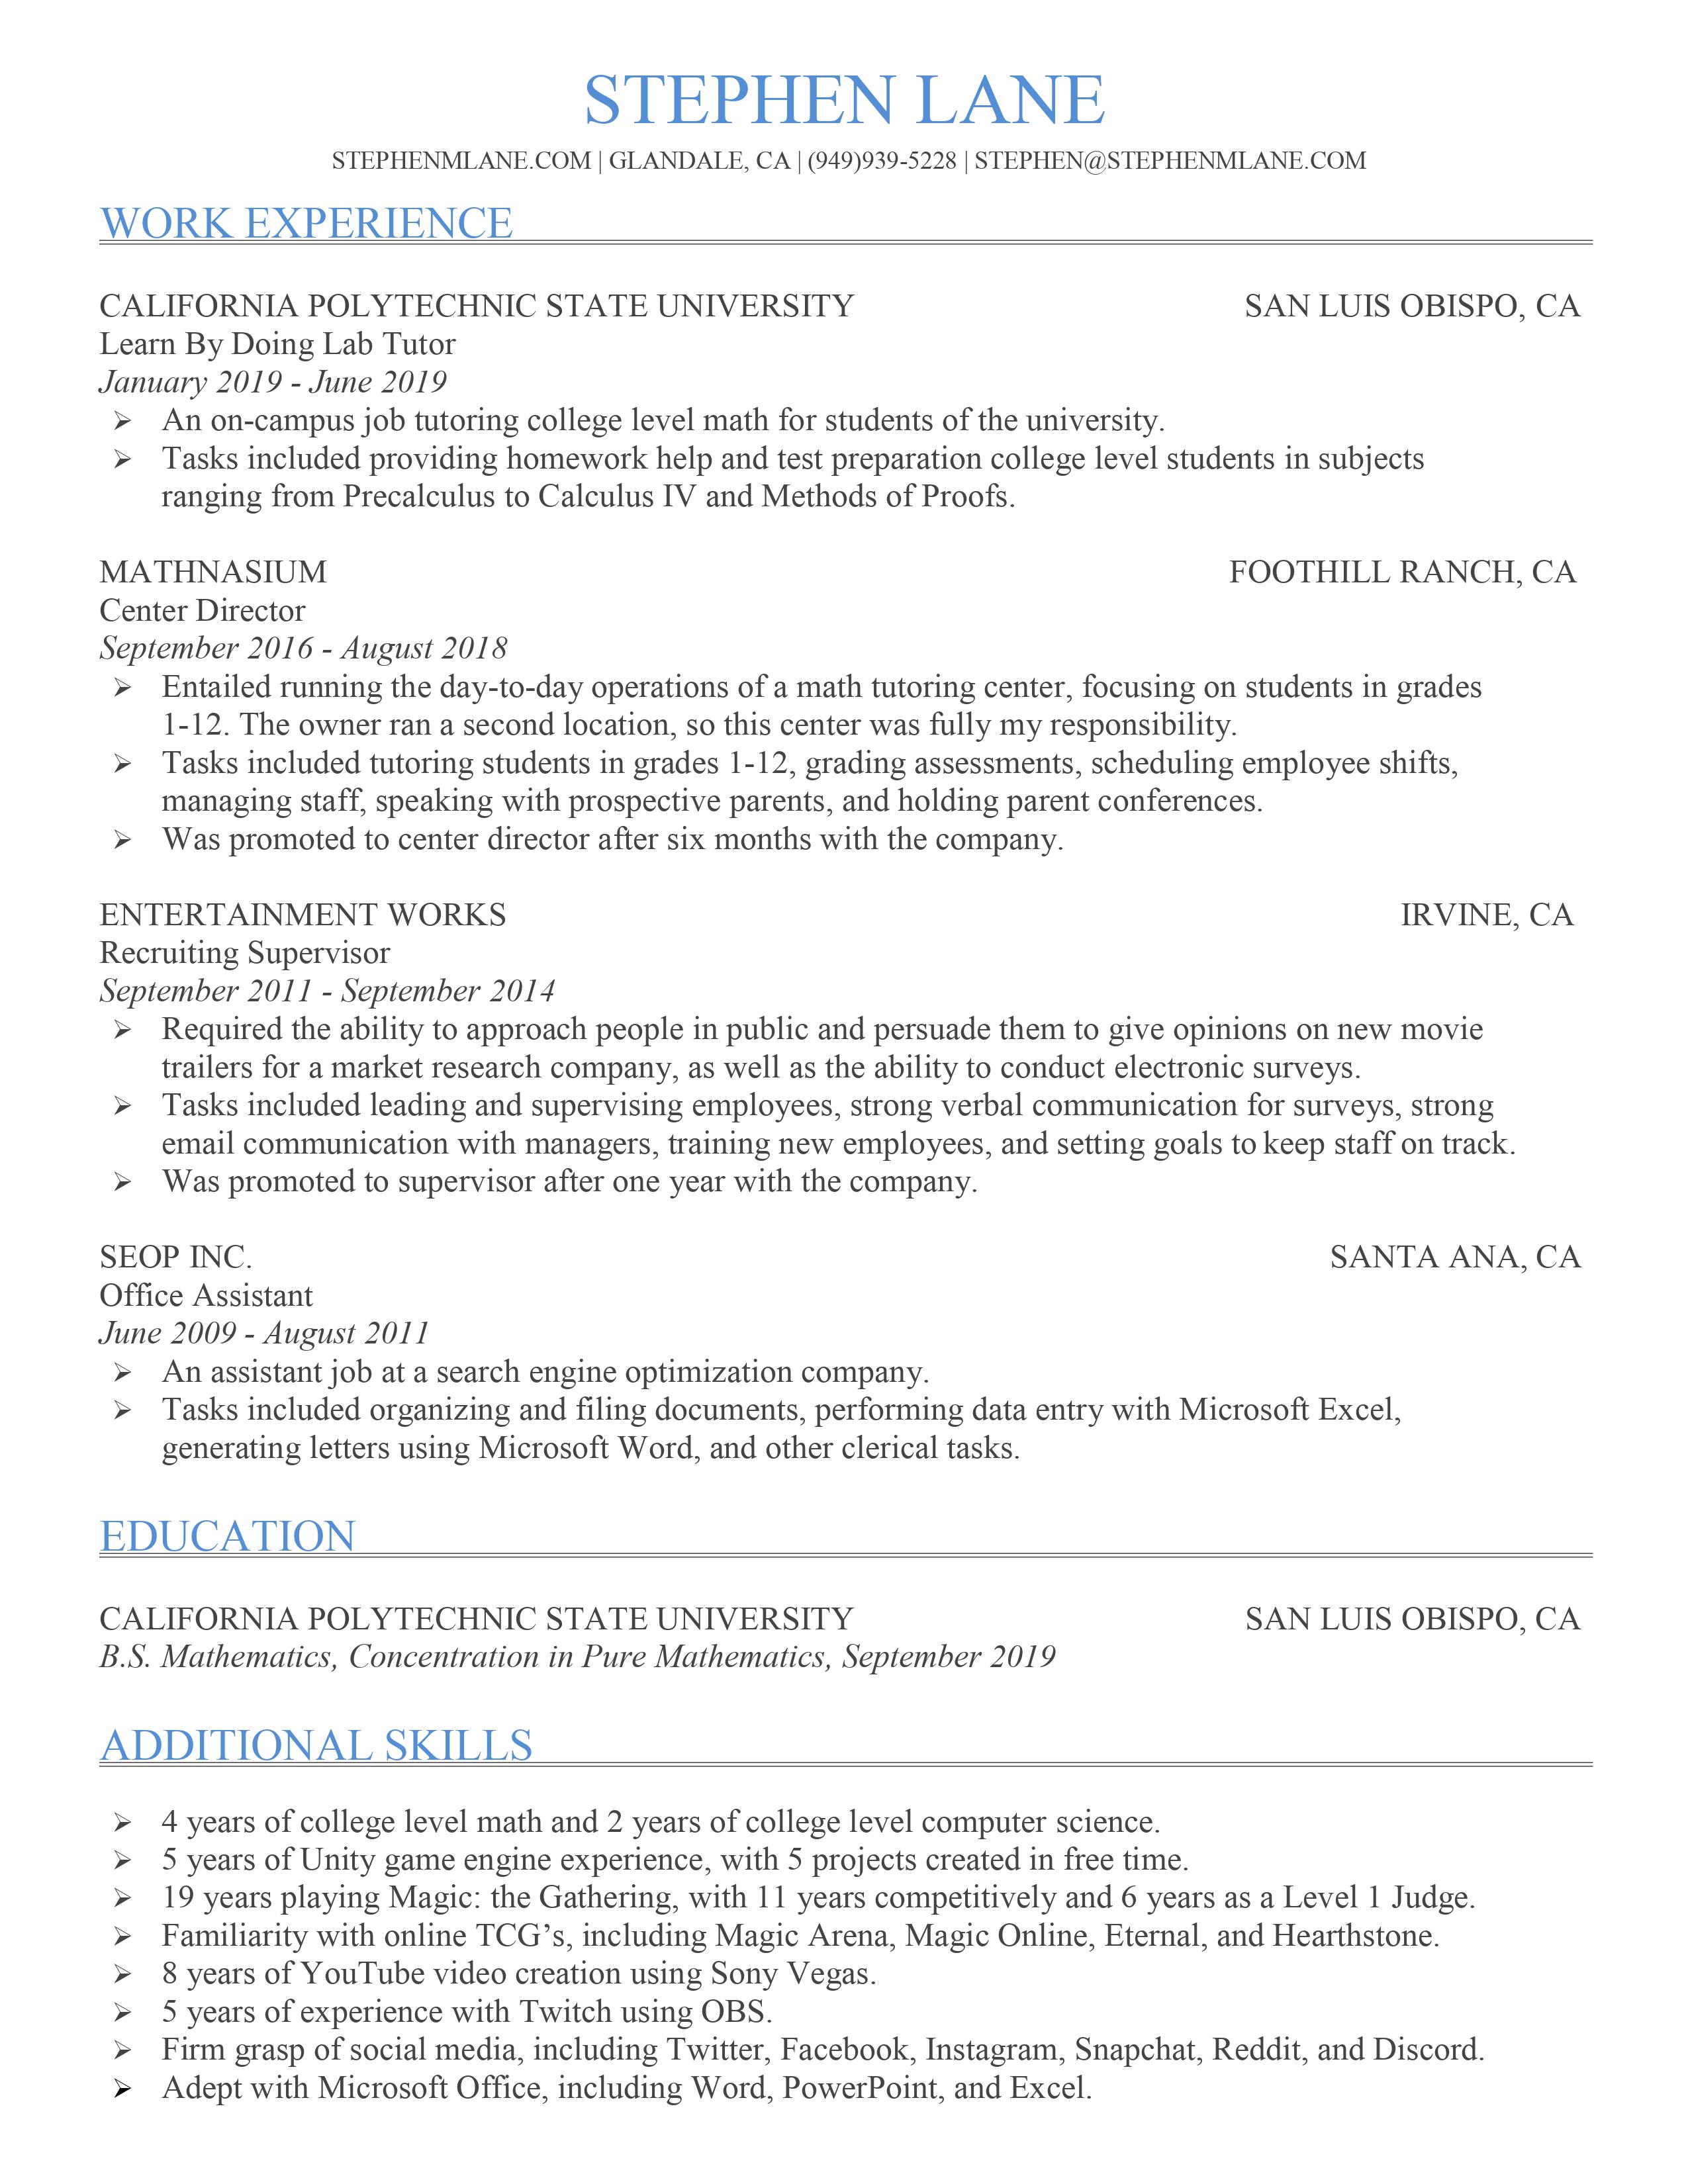 STEPHEN LANE
STEPHENMLANE.COM | GLANDALE, CA | (949)939-5228 | STEPHEN@STEPHENMLANE.COM
WORK EXPERIENCE
CALIFORNIA POLYTECHNIC STATE UNIVERSITY SAN LUIS OBISPO, CA
Learn By Doing Lab Tutor
January 2019 - June 2019
➢ An on-campus job tutoring college level math for students of the university.
➢ Tasks included providing homework help and test preparation college level students in subjects
ranging from Precalculus to Calculus IV and Methods of Proofs.
MATHNASIUM FOOTHILL RANCH, CA
Center Director
September 2016 - August 2018
➢ Entailed running the day-to-day operations of a math tutoring center, focusing on students in grades
1-12. The owner ran a second location, so this center was fully my responsibility.
➢ Tasks included tutoring students in grades 1-12, grading assessments, scheduling employee shifts,
managing staff, speaking with prospective parents, and holding parent conferences.
➢ Was promoted to center director after six months with the company.
ENTERTAINMENT WORKS IRVINE, CA
Recruiting Supervisor
September 2011 - September 2014
➢ Required the ability to approach people in public and persuade them to give opinions on new movie
trailers for a market research company, as well as the ability to conduct electronic surveys.
➢ Tasks included leading and supervising employees, strong verbal communication for surveys, strong
email communication with managers, training new employees, and setting goals to keep staff on track.
➢ Was promoted to supervisor after one year with the company.
SEOP INC. SANTA ANA, CA
Office Assistant
June 2009 - August 2011
➢ An assistant job at a search engine optimization company.
➢ Tasks included organizing and filing documents, performing data entry with Microsoft Excel,
generating letters using Microsoft Word, and other clerical tasks.
EDUCATION
CALIFORNIA POLYTECHNIC STATE UNIVERSITY SAN LUIS OBISPO, CA
B.S. Mathematics, Concentration in Pure Mathematics, September 2019
ADDITIONAL SKILLS
➢ 4 years of college level math and 2 years of college level computer science.
➢ 5 years of Unity game engine experience, with 5 projects created in free time.
➢ 19 years playing Magic: the Gathering, with 11 years competitively and 6 years as a Level 1 Judge.
➢ Familiarity with online TCG’s, including Magic Arena, Magic Online, Eternal, and Hearthstone.
➢ 8 years of YouTube video creation using Sony Vegas.
➢ 5 years of experience with Twitch using OBS.
➢ Firm grasp of social media, including Twitter, Facebook, Instagram, Snapchat, Reddit, and Discord.
➢ Adept with Microsoft Office, including Word, PowerPoint, and Excel.